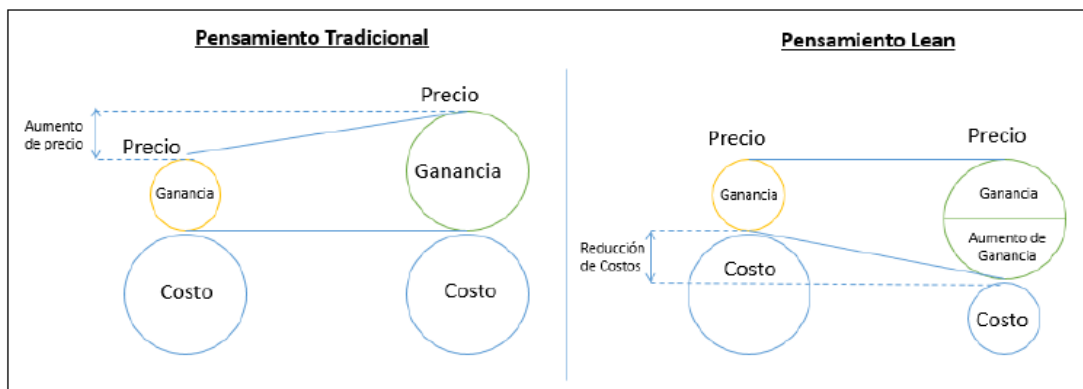 Pensamiento Tradicional
Precio
Aumento
de precio
Precio
Ganancia
Ganancia
Costo
Costo
Pensamiento Lean
Precio
Precio
Ganancia
Ganancia
Aumento de
Ganancia
Reducción
de Costos
Costo
Costo